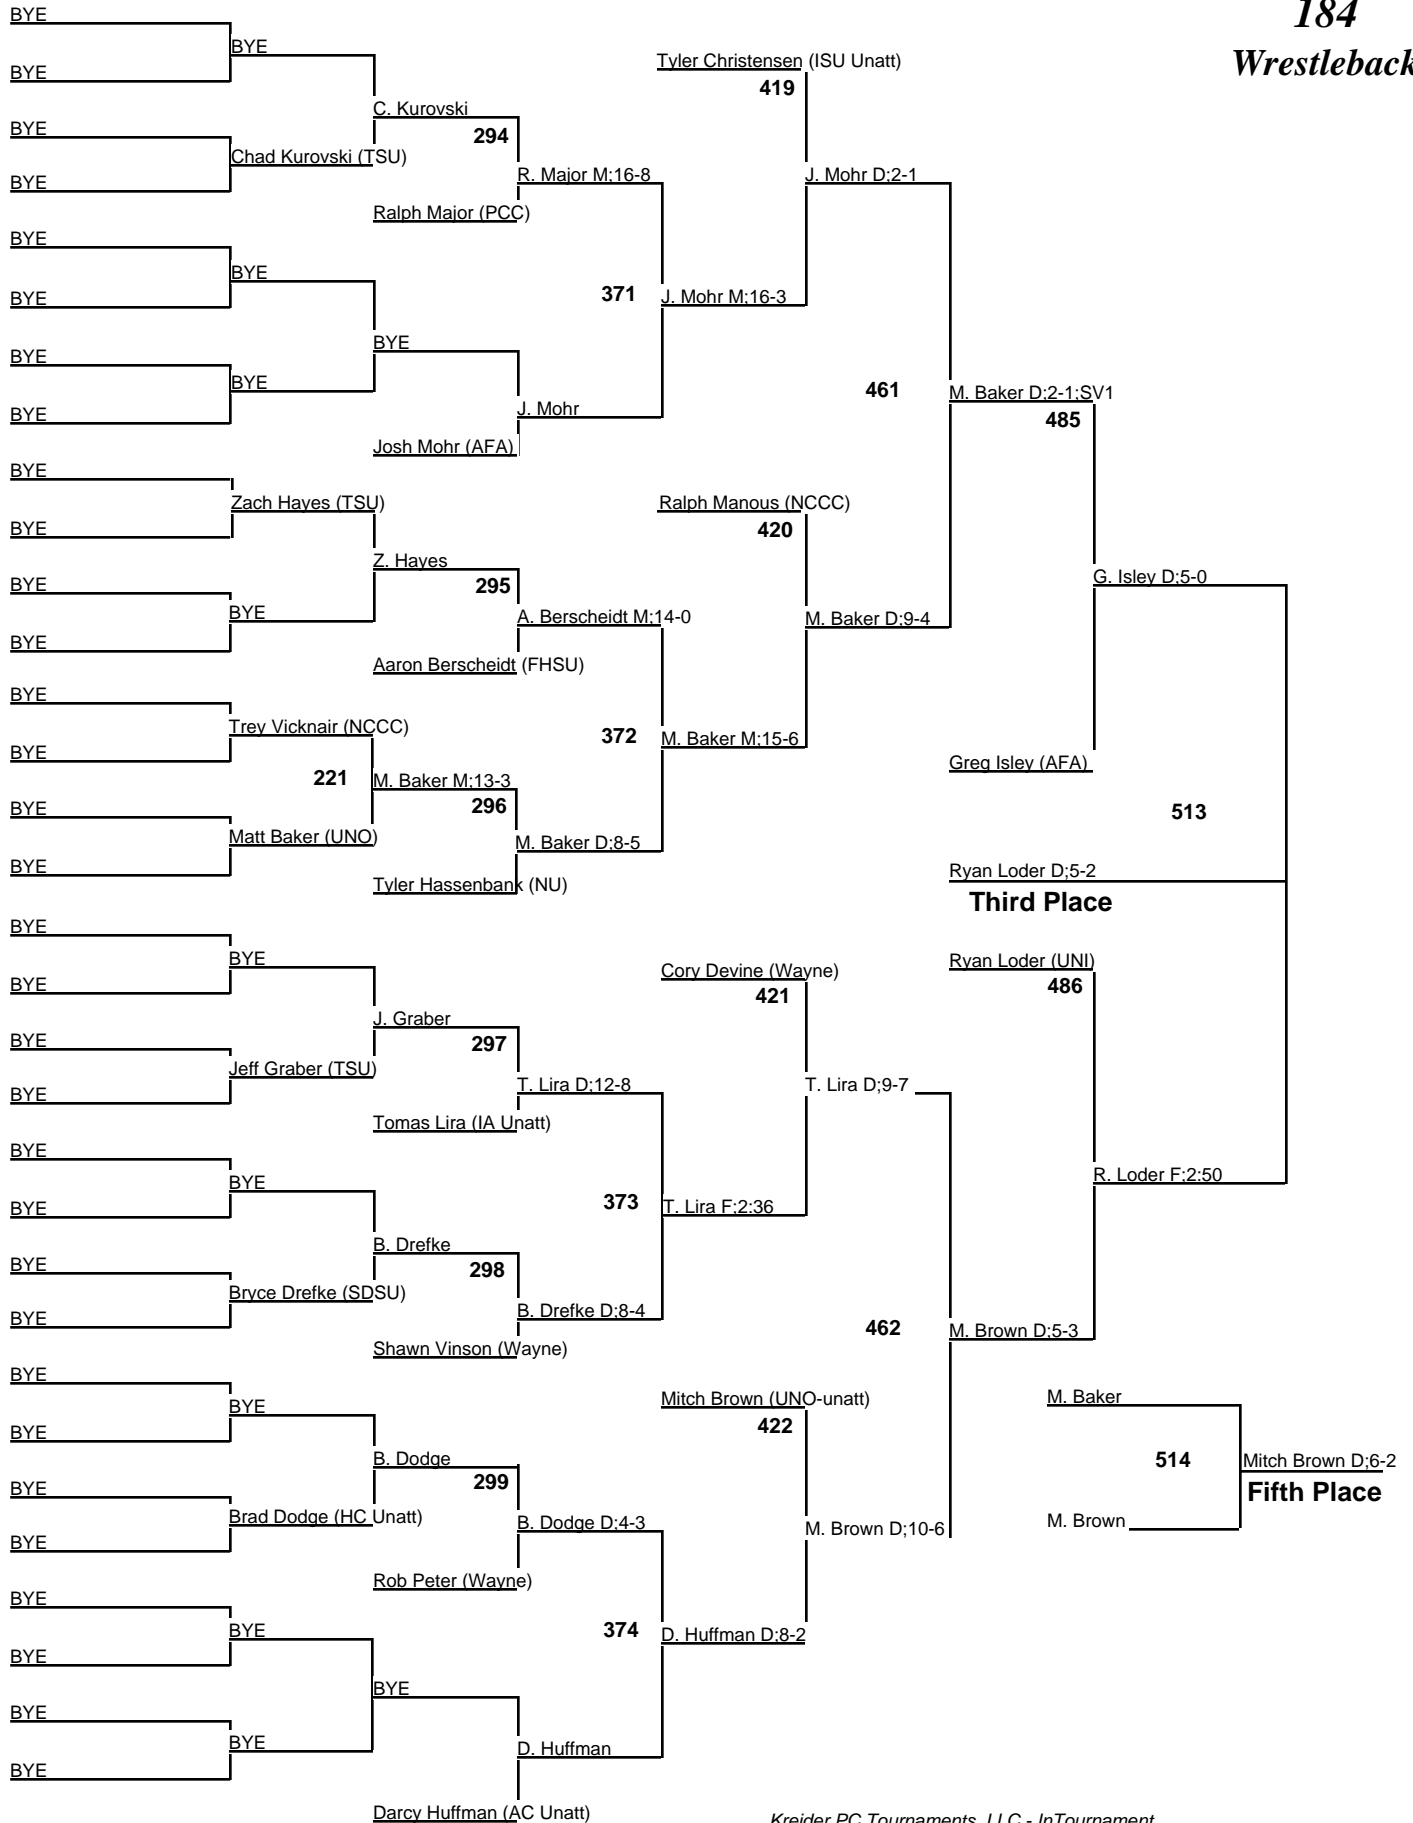 BYE
184
BYE
Tyler Christensen (ISU Unatt)
Wrestleback
BYE
419
C. Kurovski
BYE
294
Chad Kurovski (TSU)
R. Major M;16-8
J. Mohr D;2-1
BYE
Ralph Major (PCC)
BYE
BYE
371
J. Mohr M;16-3
BYE
BYE
BYE
BYE
461
M. Baker D;2-1;SV1
J. Mohr
BYE
485
Josh Mohr (AFA)
BYE
Zach Hayes (TSU)
Ralph Manous (NCCC)
BYE
420
Z. Hayes
G. Isley D;5-0
BYE
295
BYE
A. Berscheidt M;14-0
M. Baker D;9-4
BYE
Aaron Berscheidt (FHSU)
BYE
Trey Vicknair (NCCC)
372
M. Baker M;15-6
BYE
Greg Isley (AFA)
221
M. Baker M;13-3
296
BYE
513
Matt Baker (UNO)
M. Baker D;8-5
BYE
Ryan Loder D;5-2
Tyler Hassenbank (NU)
Third Place
BYE
BYE
Cory Devine (Wayne)
Ryan Loder (UNI)
BYE
421
486
J. Graber
BYE
297
Jeff Graber (TSU)
T. Lira D;12-8
T. Lira D;9-7
BYE
Tomas Lira (IA Unatt)
BYE
BYE
R. Loder F;2:50
373
T. Lira F;2:36
BYE
B. Drefke
BYE
298
Bryce Drefke (SDSU)
B. Drefke D;8-4
BYE
462
M. Brown D;5-3
Shawn Vinson (Wayne)
BYE
Mitch Brown (UNO-unatt)
M. Baker
BYE
422
BYE
B. Dodge
514
Mitch Brown D;6-2
299
BYE
Fifth Place
Brad Dodge (HC Unatt)
B. Dodge D;4-3
M. Brown D;10-6
M. Brown
BYE
Rob Peter (Wayne)
BYE
BYE
374
D. Huffman D;8-2
BYE
BYE
BYE
BYE
D. Huffman
BYE
Darcy Huffman (AC Unatt)
Kreider PC Tournaments, LLC - InTournament